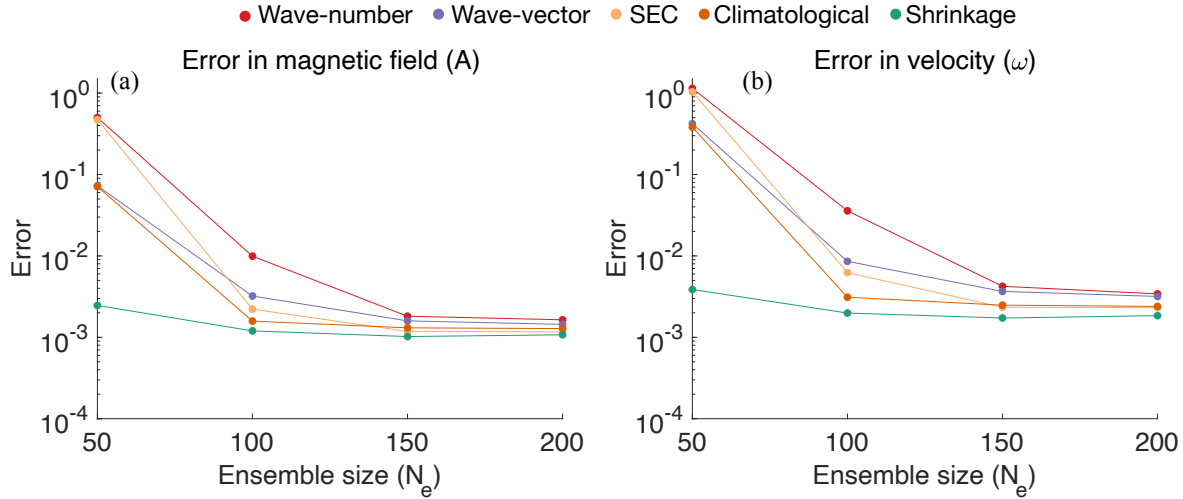 Wave-number Wave-vector SEC Climatological Shrinkage
Error in magnetic field (A)
(a)
Error
10^0
10^-1
10^-2
10^-3
10^-4
50 100 150 200
Ensemble size (N_e)
Error in velocity (ω)
(b)
Error
10^0
10^-1
10^-2
10^-3
10^-4
50 100 150 200
Ensemble size (N_e)